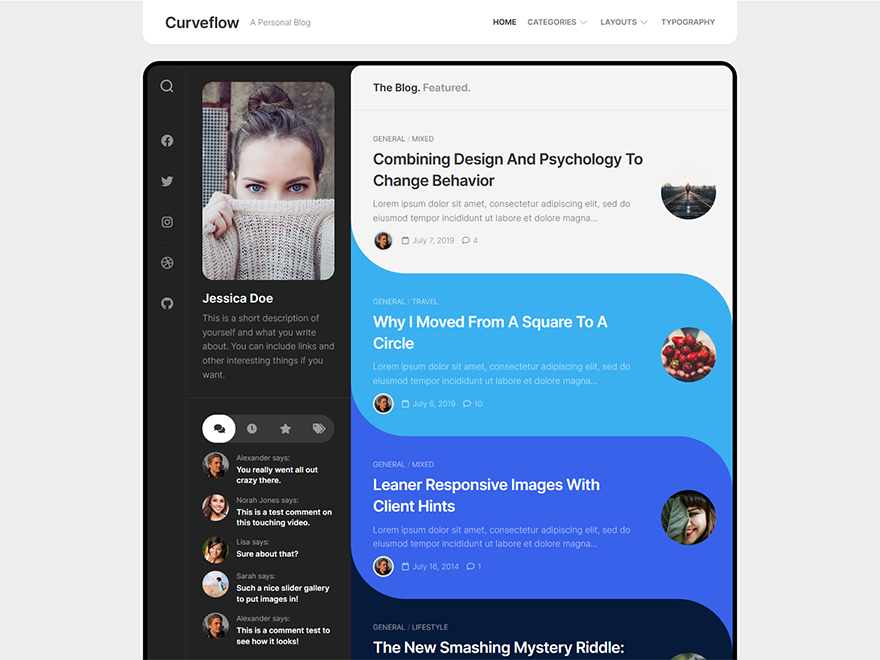 Curveflow
A Personal Blog
HOME
CATEGORIES
LAYOUTS
TYPOGRAPHY
Jessica Doe
This is a short description of
yourself and what you write
about. You can include links and
other interesting things if you
want.
Alexander says:
You really went all out
crazy there.
Norah Jones says:
This is a test comment on
this touching video.
Lisa says:
Sure about that?
Sarah says:
Such a nice slider gallery
to put images in!
Alexander says:
This is a comment test to
see how it looks!
The Blog. Featured.
GENERAL / MIXED
Combining Design And Psychology To
Change Behavior
Lorem ipsum dolor sit amet, consectetur adipiscing elit, sed do
eiusmod tempor incididunt ut labore et dolore magna...
July 7, 2019 4
GENERAL / TRAVEL
Why I Moved From A Square To A
Circle
Lorem ipsum dolor sit amet, consectetur adipiscing elit, sed do
eiusmod tempor incididunt ut labore et dolore magna...
July 6, 2019 10
GENERAL / MIXED
Leaner Responsive Images With
Client Hints
Lorem ipsum dolor sit amet, consectetur adipiscing elit, sed do
eiusmod tempor incididunt ut labore et dolore magna...
July 16, 2014 1
GENERAL / LIFESTYLE
The New Smashing Mystery Riddle: